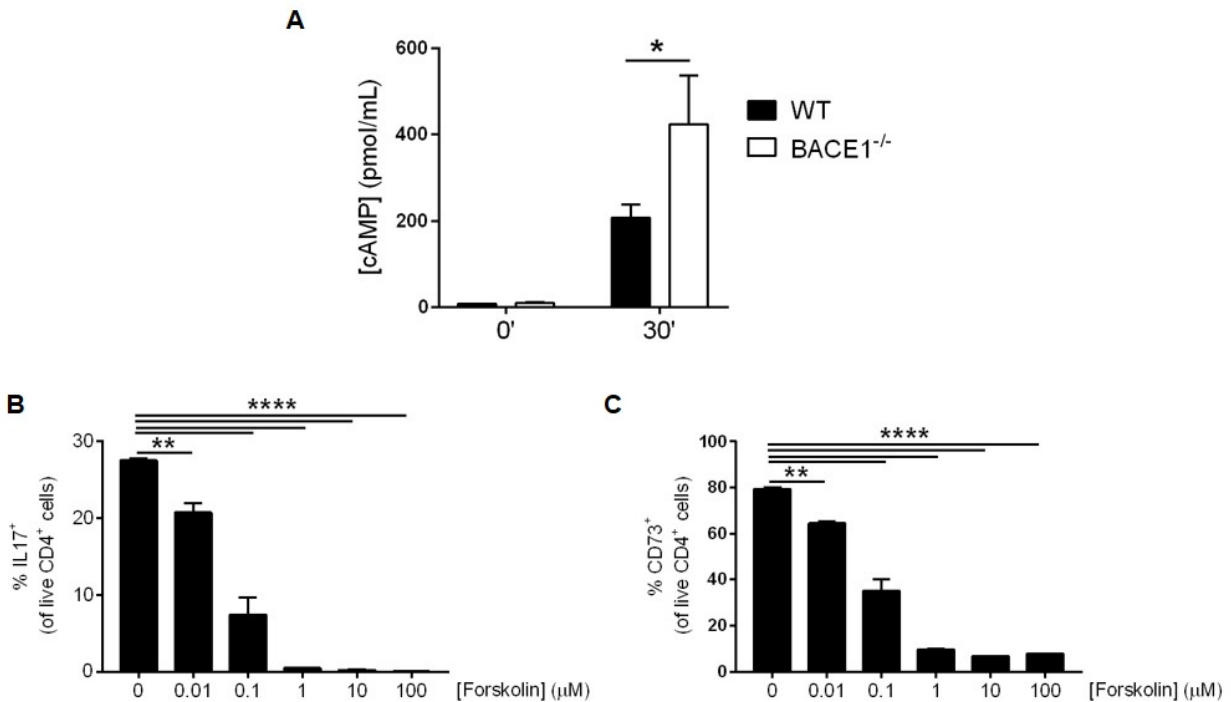 A
600
400
200
0
[cAMP] (pmol/mL)
*
0' 30'
WT
BACE1⁻/⁻
B
****
**
30
20
10
0
% IL17⁺
(of live CD4⁺ cells)
0 0.01 0.1 1 10 100 [Forskolin] (μM)
C
****
**
100
80
60
40
20
0
% CD73⁺
(of live CD4⁺ cells)
0 0.01 0.1 1 10 100 [Forskolin] (μM)